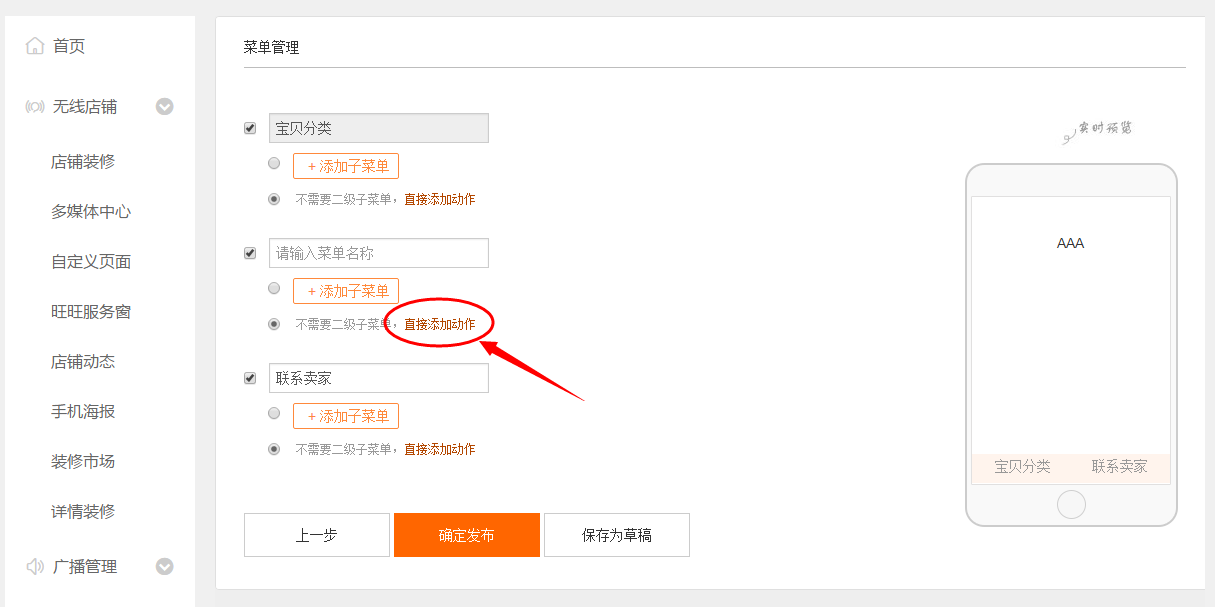 首页
无线店铺
店铺装修
多媒体中心
自定义页面
旺旺服务窗
店铺动态
手机海报
装修市场
详情装修
广播管理
菜单管理
宝贝分类
+ 添加子菜单
不需要二级子菜单，直接添加动作
请输入菜单名称
+ 添加子菜单
不需要二级子菜单，直接添加动作
联系卖家
+ 添加子菜单
不需要二级子菜单，直接添加动作
上一步 确定发布 保存为草稿
实时预览
AAA
宝贝分类 联系卖家